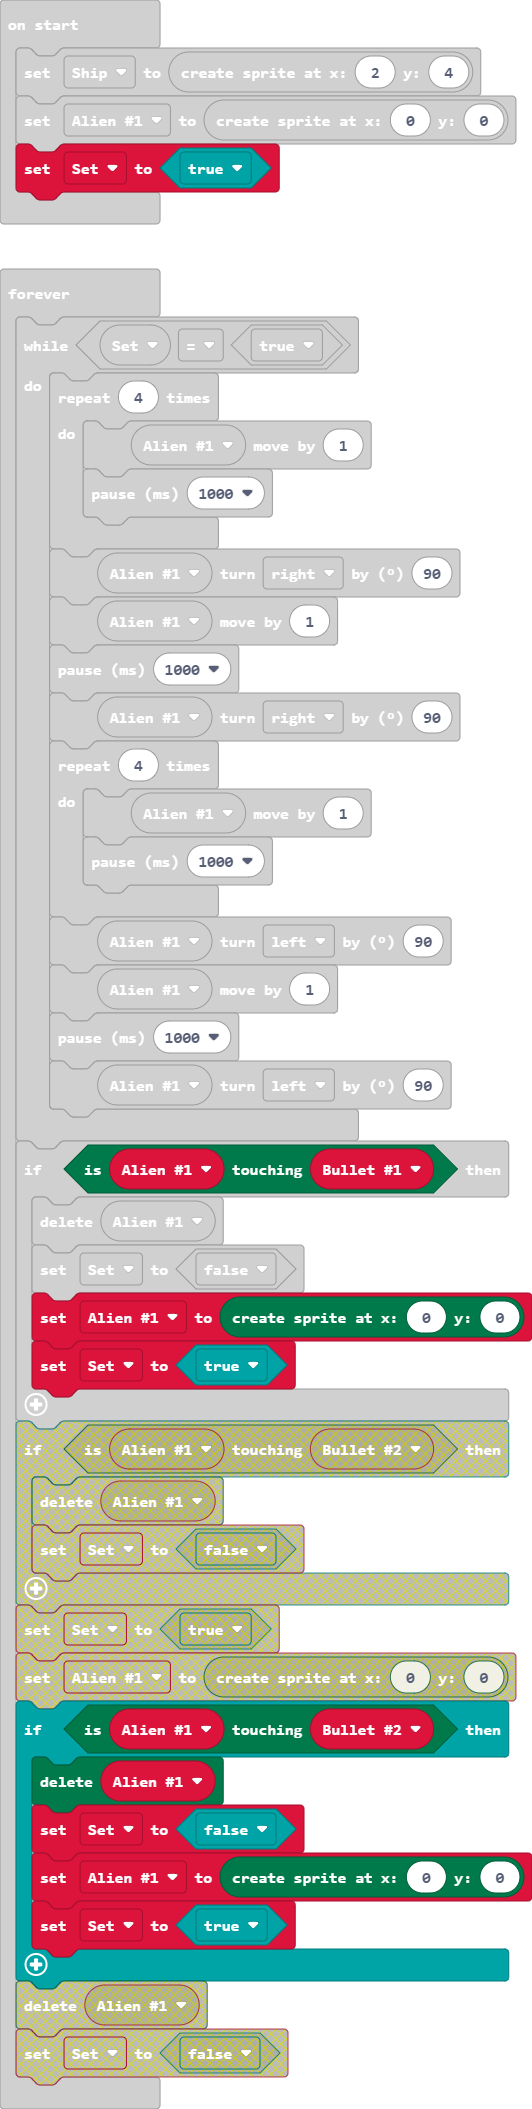 on start
set Ship to create sprite at x: 2 y: 4
set Alien #1 to create sprite at x: 0 y: 0
set Set to true
forever
while Set = true
do
repeat 4 times
do
Alien #1 move by 1
pause (ms) 1000
Alien #1 turn right by (º) 90
Alien #1 move by 1
pause (ms) 1000
Alien #1 turn right by (º) 90
repeat 4 times
do
Alien #1 move by 1
pause (ms) 1000
Alien #1 turn left by (º) 90
Alien #1 move by 1
pause (ms) 1000
Alien #1 turn left by (º) 90
if is Alien #1 touching Bullet #1 then
delete Alien #1
set Set to false
set Alien #1 to create sprite at x: 0 y: 0
set Set to true
if is Alien #1 touching Bullet #2 then
delete Alien #1
set Set to false
set Set to true
set Alien #1 to create sprite at x: 0 y: 0
if is Alien #1 touching Bullet #2 then
delete Alien #1
set Set to false
set Alien #1 to create sprite at x: 0 y: 0
set Set to true
delete Alien #1
set Set to false